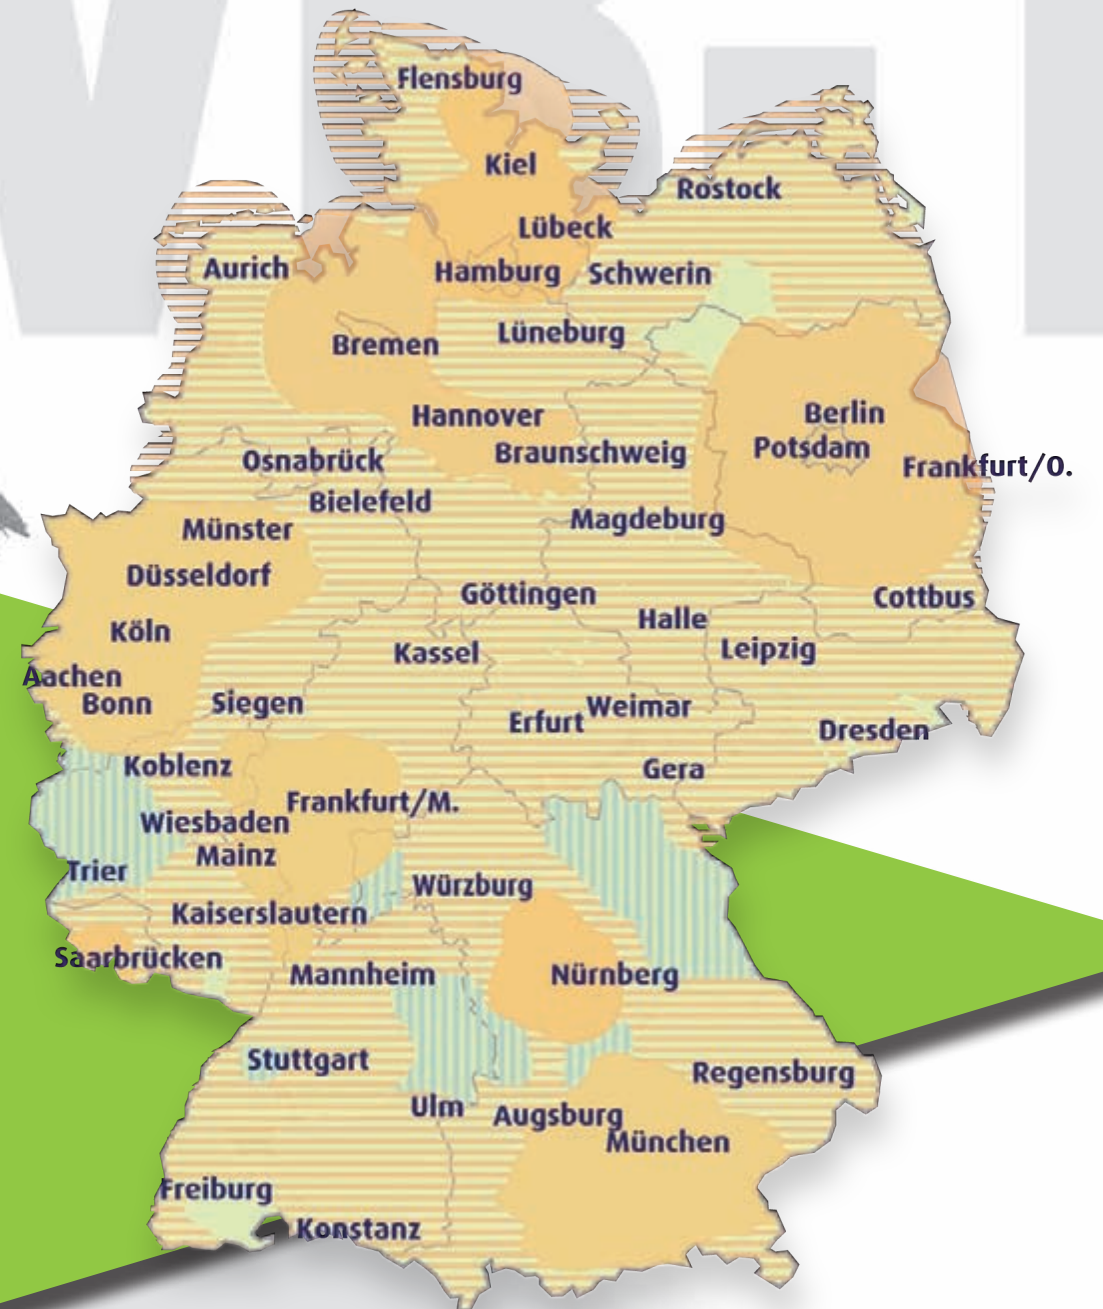 Flensburg
Kiel
Rostock
Lübeck
Aurich
Hamburg
Schwerin
Lüneburg
Bremen
Hannover
Berlin
Braunschweig
Potsdam
Osnabrück
Frankfurt/O.
Bielefeld
Magdeburg
Münster
Düsseldorf
Göttingen
Cottbus
Halle
Köln
Kassel
Leipzig
Aachen
Bonn
Siegen
Weimar
Erfurt
Dresden
Koblenz
Gera
Frankfurt/M.
Wiesbaden
Mainz
Trier
Würzburg
Kaiserslautern
Saarbrücken
Mannheim
Nürnberg
Stuttgart
Regensburg
Ulm
Augsburg
München
Freiburg
Konstanz